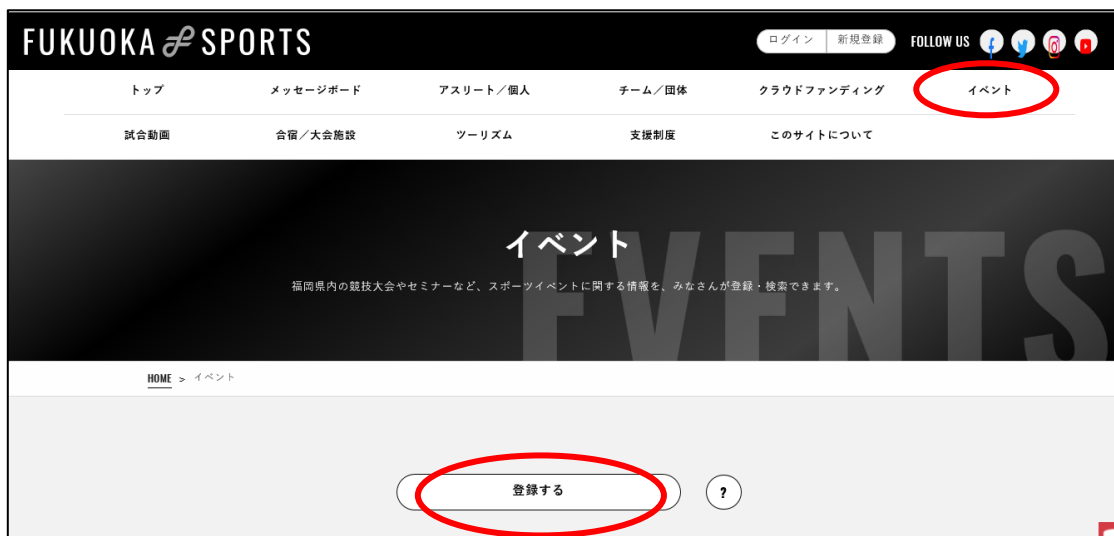 FUKUOKA SPORTS
ログイン 新規登録 FOLLOW US
トップ メッセージボード アスリート／個人 チーム／団体 クラウドファンディング イベント
試合動画 合宿／大会施設 ツーリズム 支援制度 このサイトについて
EVENTS
イベント
福岡県内の競技大会やセミナーなど、スポーツイベントに関する情報を、みなさんが登録・検索できます。
HOME > イベント
登録する ?